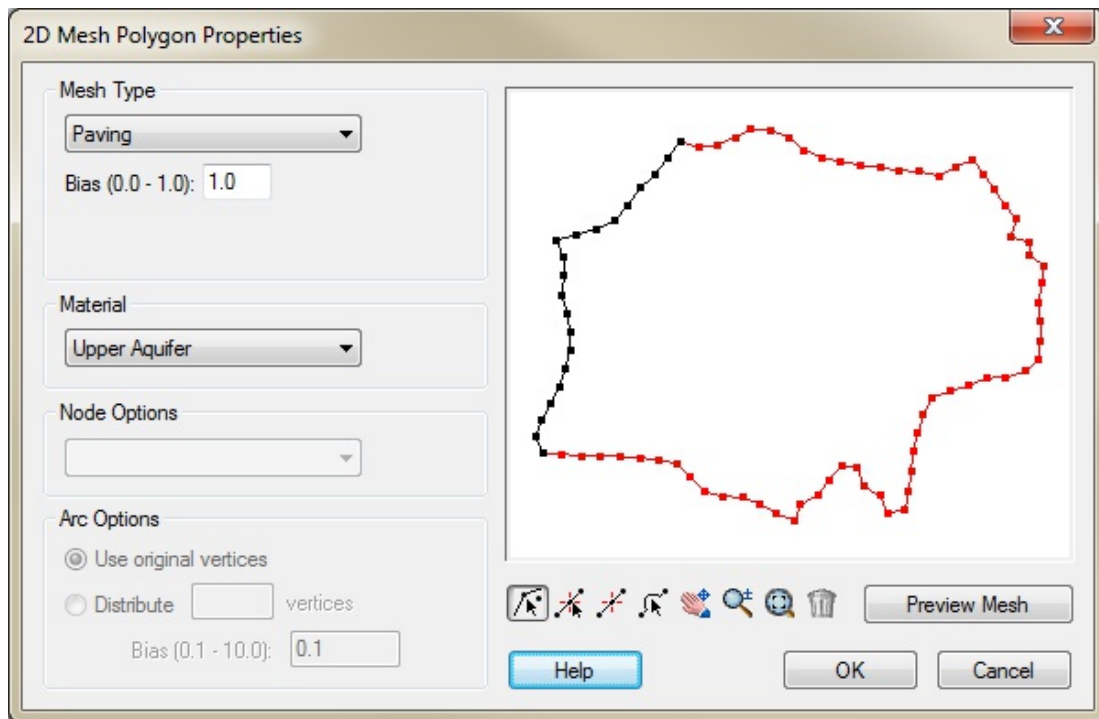 2D Mesh Polygon Properties
Mesh Type
Paving
Bias (0.0 - 1.0): 1.0
Material
Upper Aquifer
Node Options
Arc Options
Use original vertices
Distribute vertices
Bias (0.1 - 10.0): 0.1
Preview Mesh
Help
OK
Cancel